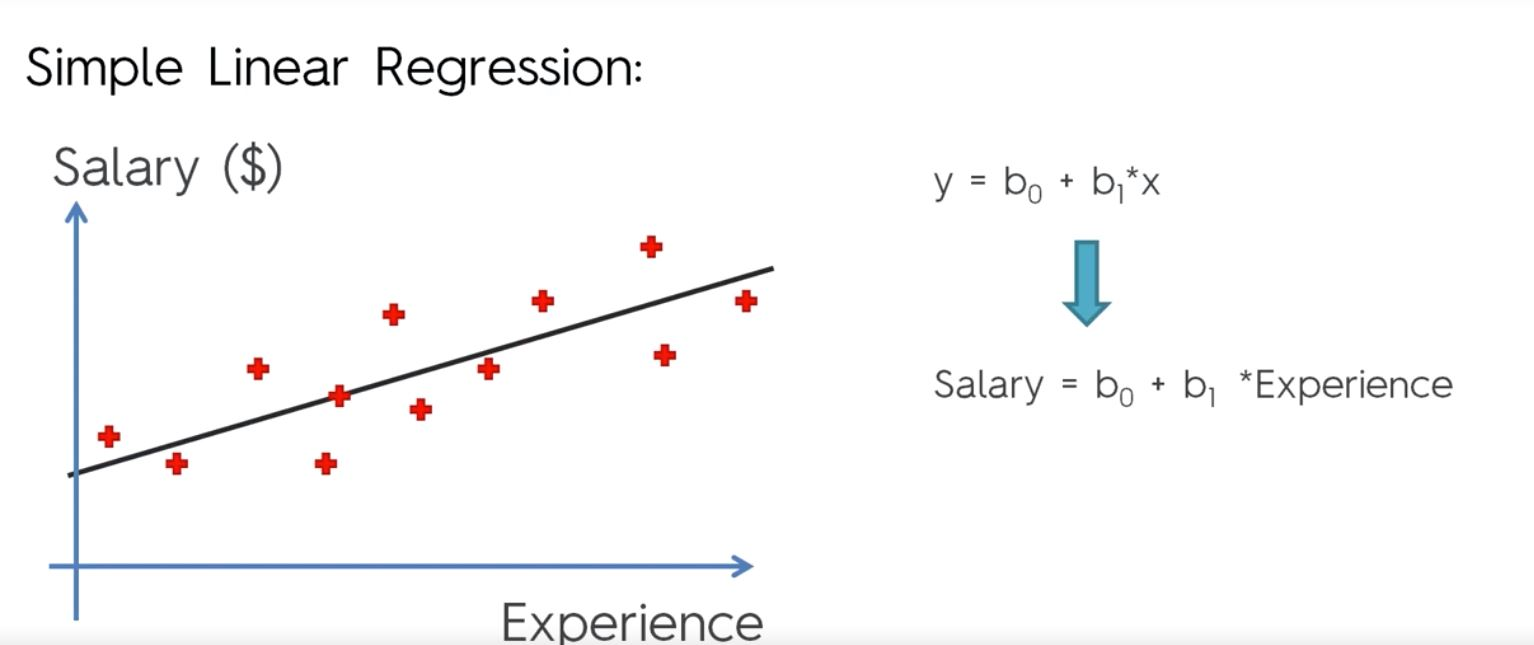 Simple Linear Regression:
Salary ($)
Experience
y = b₀ + b₁*x
Salary = b₀ + b₁ *Experience